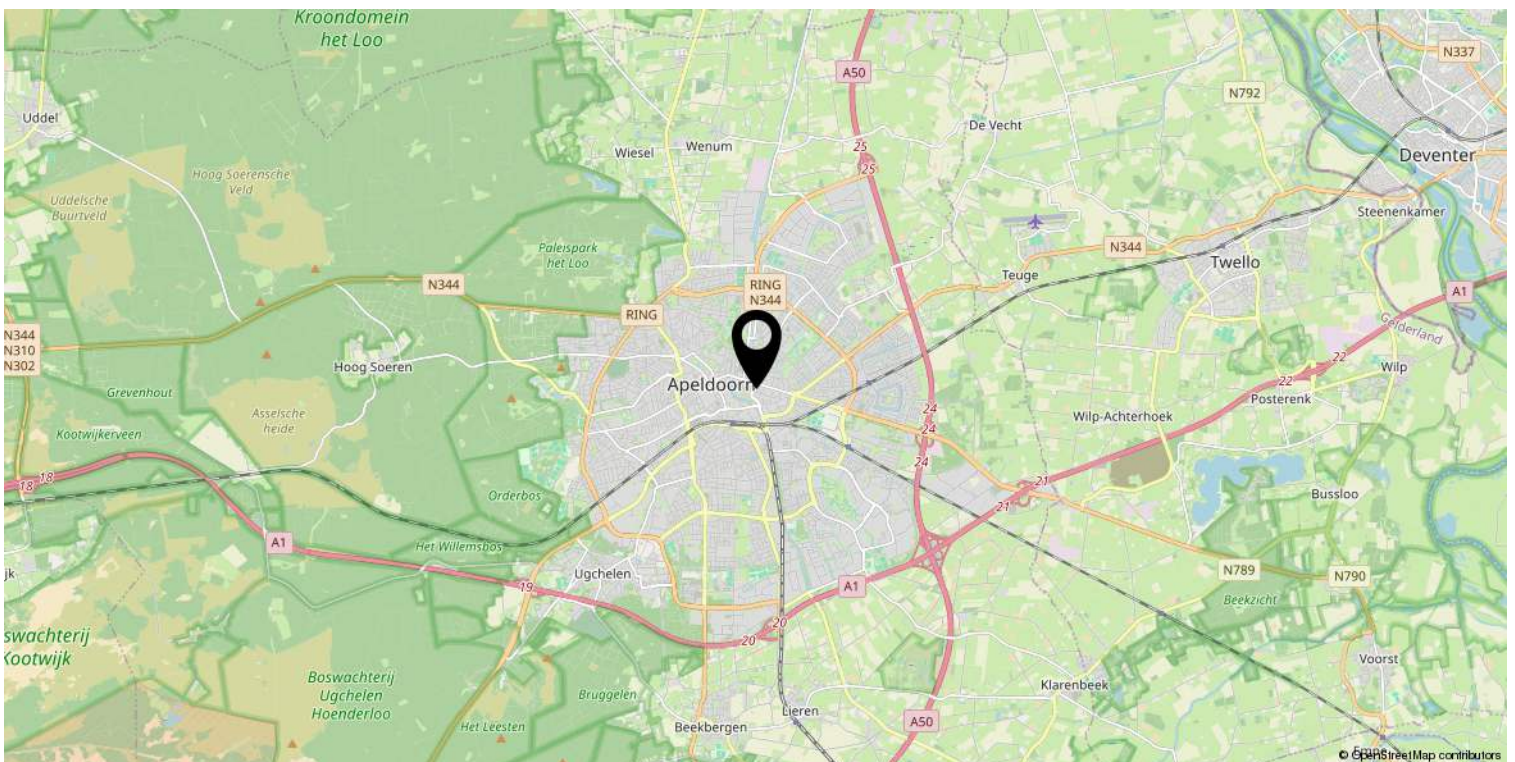 Kroondomein
het Loo
A50
N337
N792
Uddel
De Vecht
Wiesel
Wenum
25
25
Deventer
Hoog Soerensche
Veld
Uddelsche
Buurtveld
Steenenkamer
Paleispark
het Loo
N344
Twello
Teuge
N344
RING
N344
A1
RING
Gelderland
N344
N310
N302
Hoog Soeren
22
22
Wilp
Apeldoorn
Grevenhout
Posterenk
Asselsche
heide
24
24
24
Wilp-Achterhoek
Kootwijkerveen
18
18
21
21
Orderbos
Bussloo
A1
Het Willemsbos
Ugchelen
19
A1
N789
N790
jk
Beekzicht
20
20
swachterij
Kootwijk
Boswachterij
Ugchelen
Hoenderloo
Voorst
Klarenbeek
Bruggelen
Lieren
Het Leesten
Beekbergen
A50
Empe
© OpenStreetMap contributors